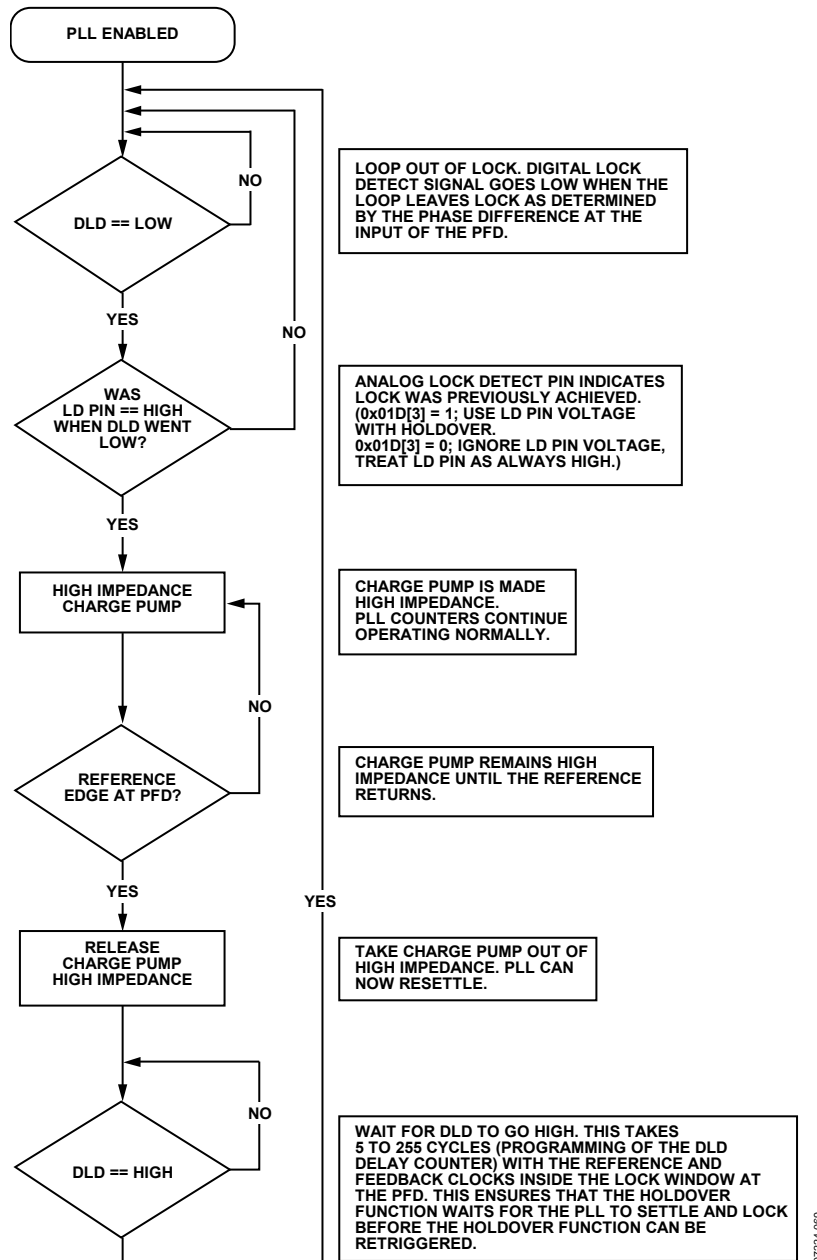 PLL ENABLED
NO
DLD == LOW
LOOP OUT OF LOCK. DIGITAL LOCK
DETECT SIGNAL GOES LOW WHEN THE
LOOP LEAVES LOCK AS DETERMINED
BY THE PHASE DIFFERENCE AT THE
INPUT OF THE PFD.
YES
NO
WAS
LD PIN == HIGH
WHEN DLD WENT
LOW?
ANALOG LOCK DETECT PIN INDICATES
LOCK WAS PREVIOUSLY ACHIEVED.
(0x01D[3] = 1; USE LD PIN VOLTAGE
WITH HOLDOVER.
0x01D[3] = 0; IGNORE LD PIN VOLTAGE,
TREAT LD PIN AS ALWAYS HIGH.)
YES
HIGH IMPEDANCE
CHARGE PUMP
CHARGE PUMP IS MADE
HIGH IMPEDANCE.
PLL COUNTERS CONTINUE
OPERATING NORMALLY.
NO
REFERENCE
EDGE AT PFD?
CHARGE PUMP REMAINS HIGH
IMPEDANCE UNTIL THE REFERENCE
RETURNS.
YES
YES
RELEASE
CHARGE PUMP
HIGH IMPEDANCE
TAKE CHARGE PUMP OUT OF
HIGH IMPEDANCE. PLL CAN
NOW RESETTLE.
NO
DLD == HIGH
WAIT FOR DLD TO GO HIGH. THIS TAKES
5 TO 255 CYCLES (PROGRAMMING OF THE DLD
DELAY COUNTER) WITH THE REFERENCE AND
FEEDBACK CLOCKS INSIDE THE LOCK WINDOW AT
THE PFD. THIS ENSURES THAT THE HOLDOVER
FUNCTION WAITS FOR THE PLL TO SETTLE AND LOCK
BEFORE THE HOLDOVER FUNCTION CAN BE
RETRIGGERED.